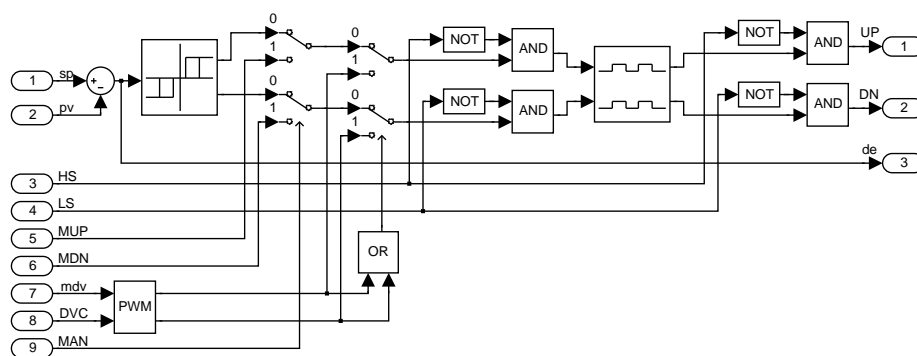 0
0
NOT
AND
NOT
AND
UP
1
1
1
1
sp
+
−
0
0
2
pv
1
1
NOT
AND
NOT
AND
DN
2
de
3
3
HS
4
LS
5
MUP
6
MDN
OR
7
mdv
PWM
8
DVC
9
MAN